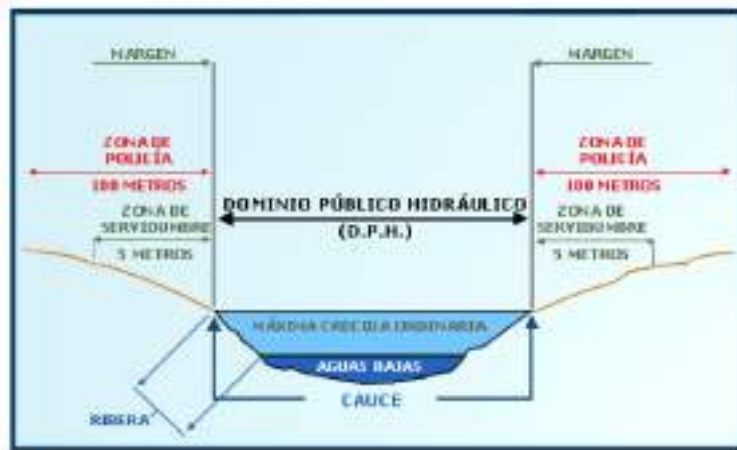 MARGEN
MARGEN
ZONA DE
POLICÍA
100 METROS
ZONA DE
POLICÍA
100 METROS
DOMINIO PÚBLICO HIDRÁULICO
(D.P.H.)
ZONA DE
SERVIDUMBRE
5 METROS
ZONA DE
SERVIDUMBRE
5 METROS
MÁXIMA CRECIDA ORDINARIA
AGUAS BAJAS
CAUCE
RIBERA